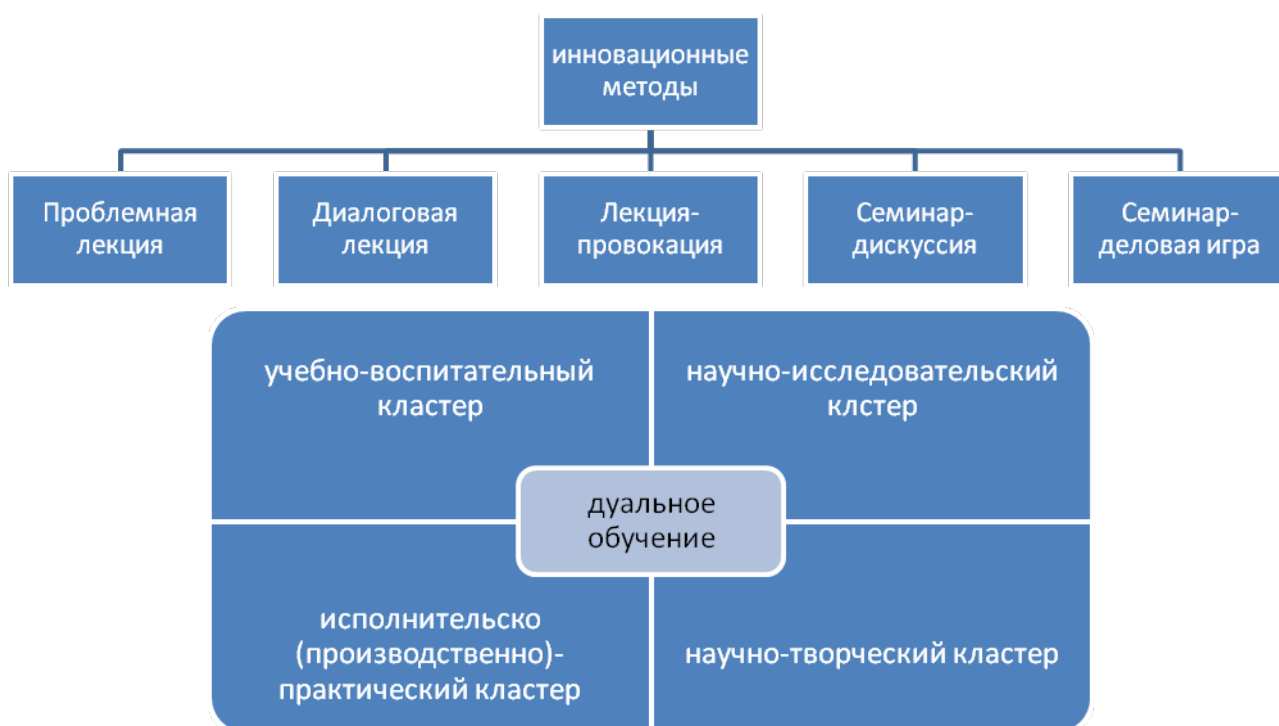 инновационные
методы
Проблемная
лекция
Диалоговая
лекция
Лекция-
провокация
Семинар-
дискуссия
Семинар-
деловая игра
учебно-воспитательный
кластер
научно-исследовательский
клстер
дуальное
обучение
исполнительско
(производственно)-
практический кластер
научно-творческий кластер